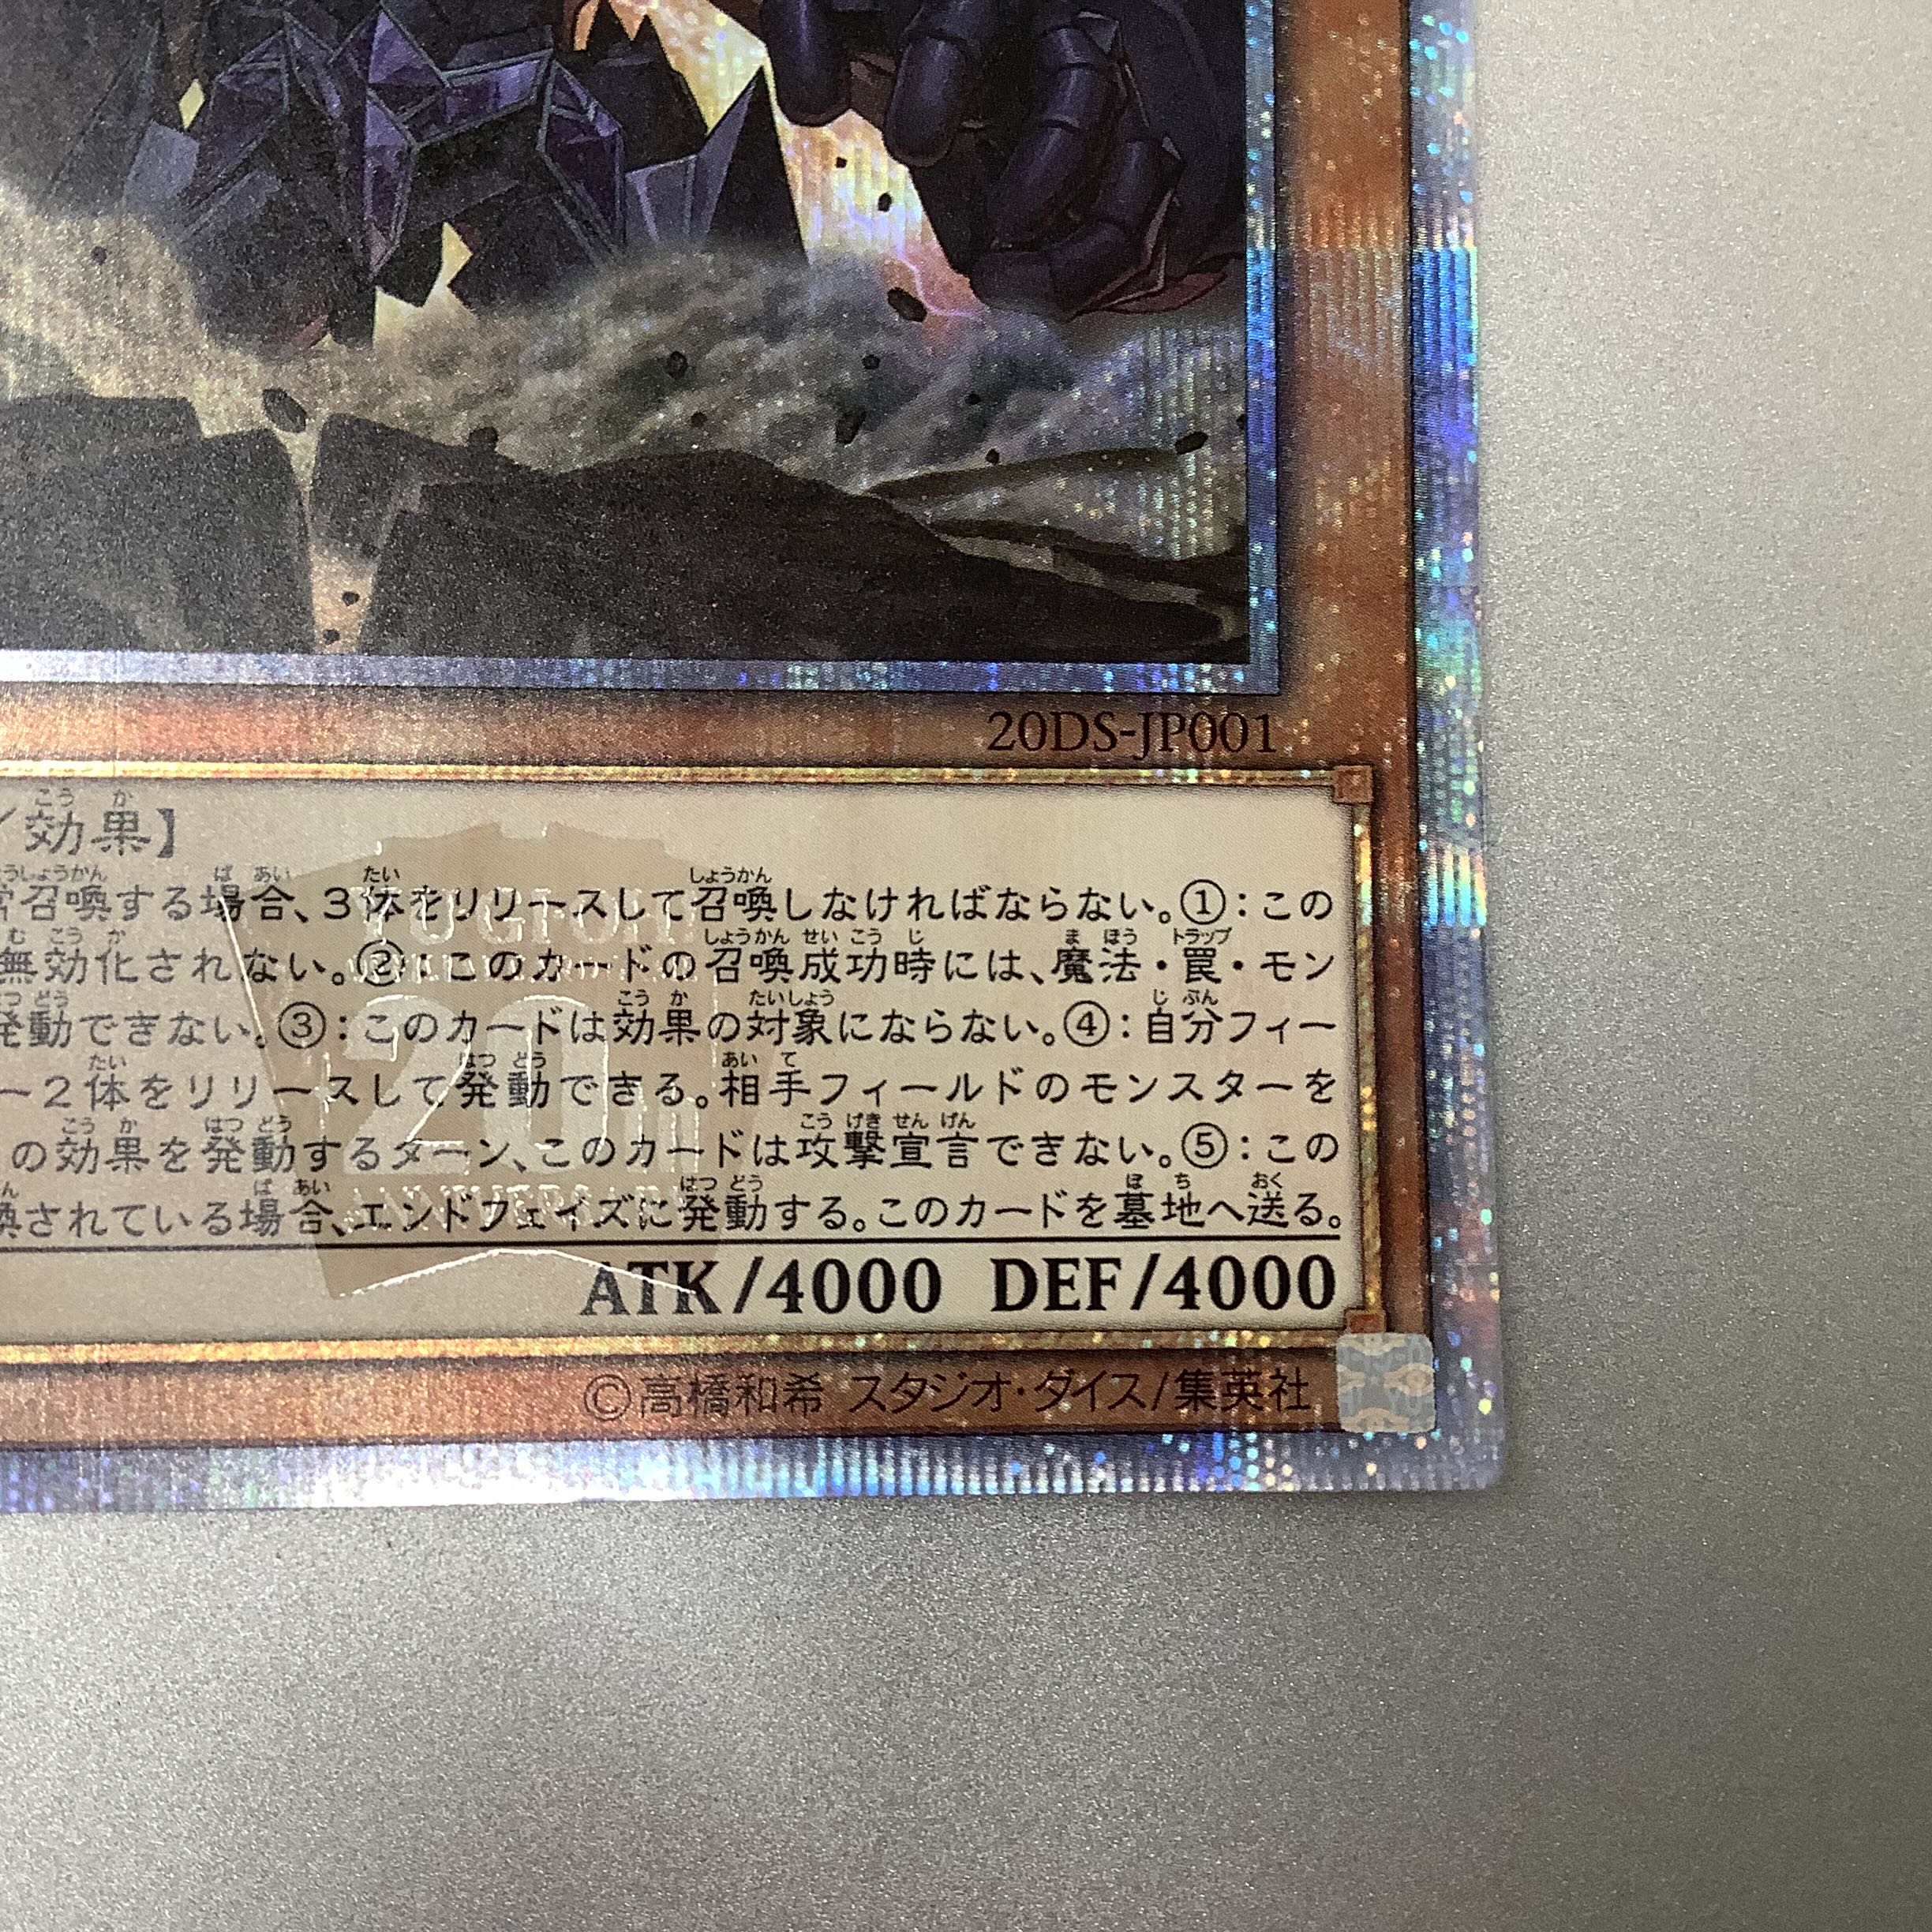 20DS-JP001
／効果】
召喚する場合、3体をリリースして召喚しなければならない。①：この
無効化されない。②：このカードの召喚成功時には、魔法・罠・モン
発動できない。③：このカードは効果の対象にならない。④：自分フィー
ー2体をリリースして発動できる。相手フィールドのモンスターを
の効果を発動するターン、このカードは攻撃宣言できない。⑤：この
されている場合、エンドフェイズに発動する。このカードを墓地へ送る。
YU-GI-OH!
20th
ANNIVERSARY
ATK/4000 DEF/4000
©高橋和希 スタジオ・ダイス/集英社